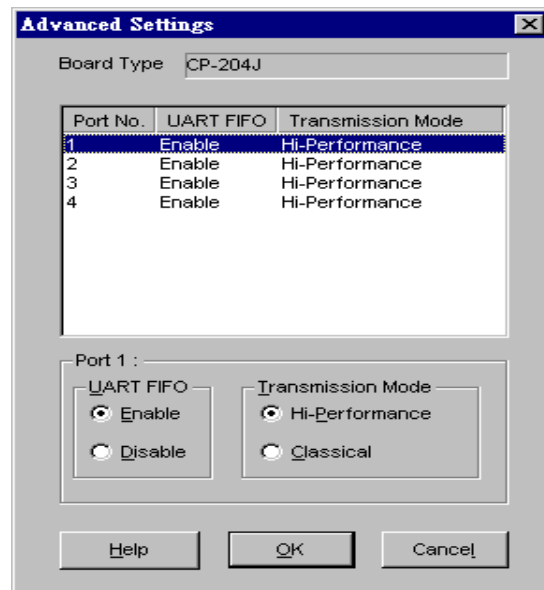 Advanced Settings
Board Type CP-204J
Port No. UART FIFO Transmission Mode
1 Enable Hi-Performance
2 Enable Hi-Performance
3 Enable Hi-Performance
4 Enable Hi-Performance
Port 1 :
UART FIFO Transmission Mode
Enable Hi-Performance
Disable Classical
Help OK Cancel